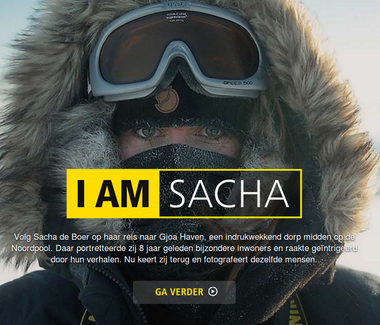 I AM SACHA
Volg Sacha de Boer op haar reis naar Gjoa Haven, een indrukwekkend dorp midden op de
Noordpool. Daar portretteerde zij 8 jaar geleden bijzondere inwoners en raakte geïntrigeerd
door hun verhalen. Nu keert zij terug en fotografeert dezelfde mensen.
GA VERDER